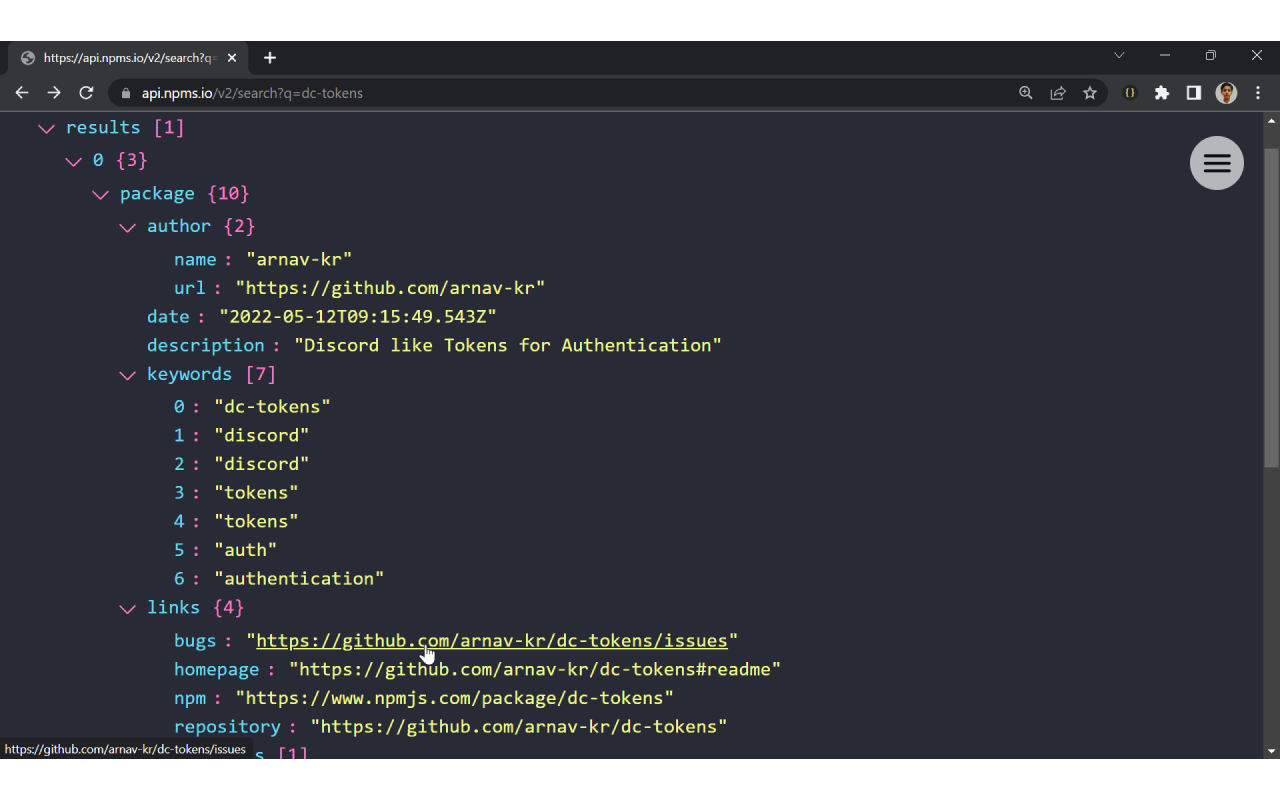 https://api.npms.io/v2/search?q=
api.npms.io/v2/search?q=dc-tokens
results [1]
0 {3}
package {10}
author {2}
name : "arnav-kr"
url : "https://github.com/arnav-kr"
date : "2022-05-12T09:15:49.543Z"
description : "Discord like Tokens for Authentication"
keywords [7]
0 : "dc-tokens"
1 : "discord"
2 : "discord"
3 : "tokens"
4 : "tokens"
5 : "auth"
6 : "authentication"
links {4}
bugs : "https://github.com/arnav-kr/dc-tokens/issues"
homepage : "https://github.com/arnav-kr/dc-tokens#readme"
npm : "https://www.npmjs.com/package/dc-tokens"
repository : "https://github.com/arnav-kr/dc-tokens"
https://github.com/arnav-kr/dc-tokens/issues
s [1]